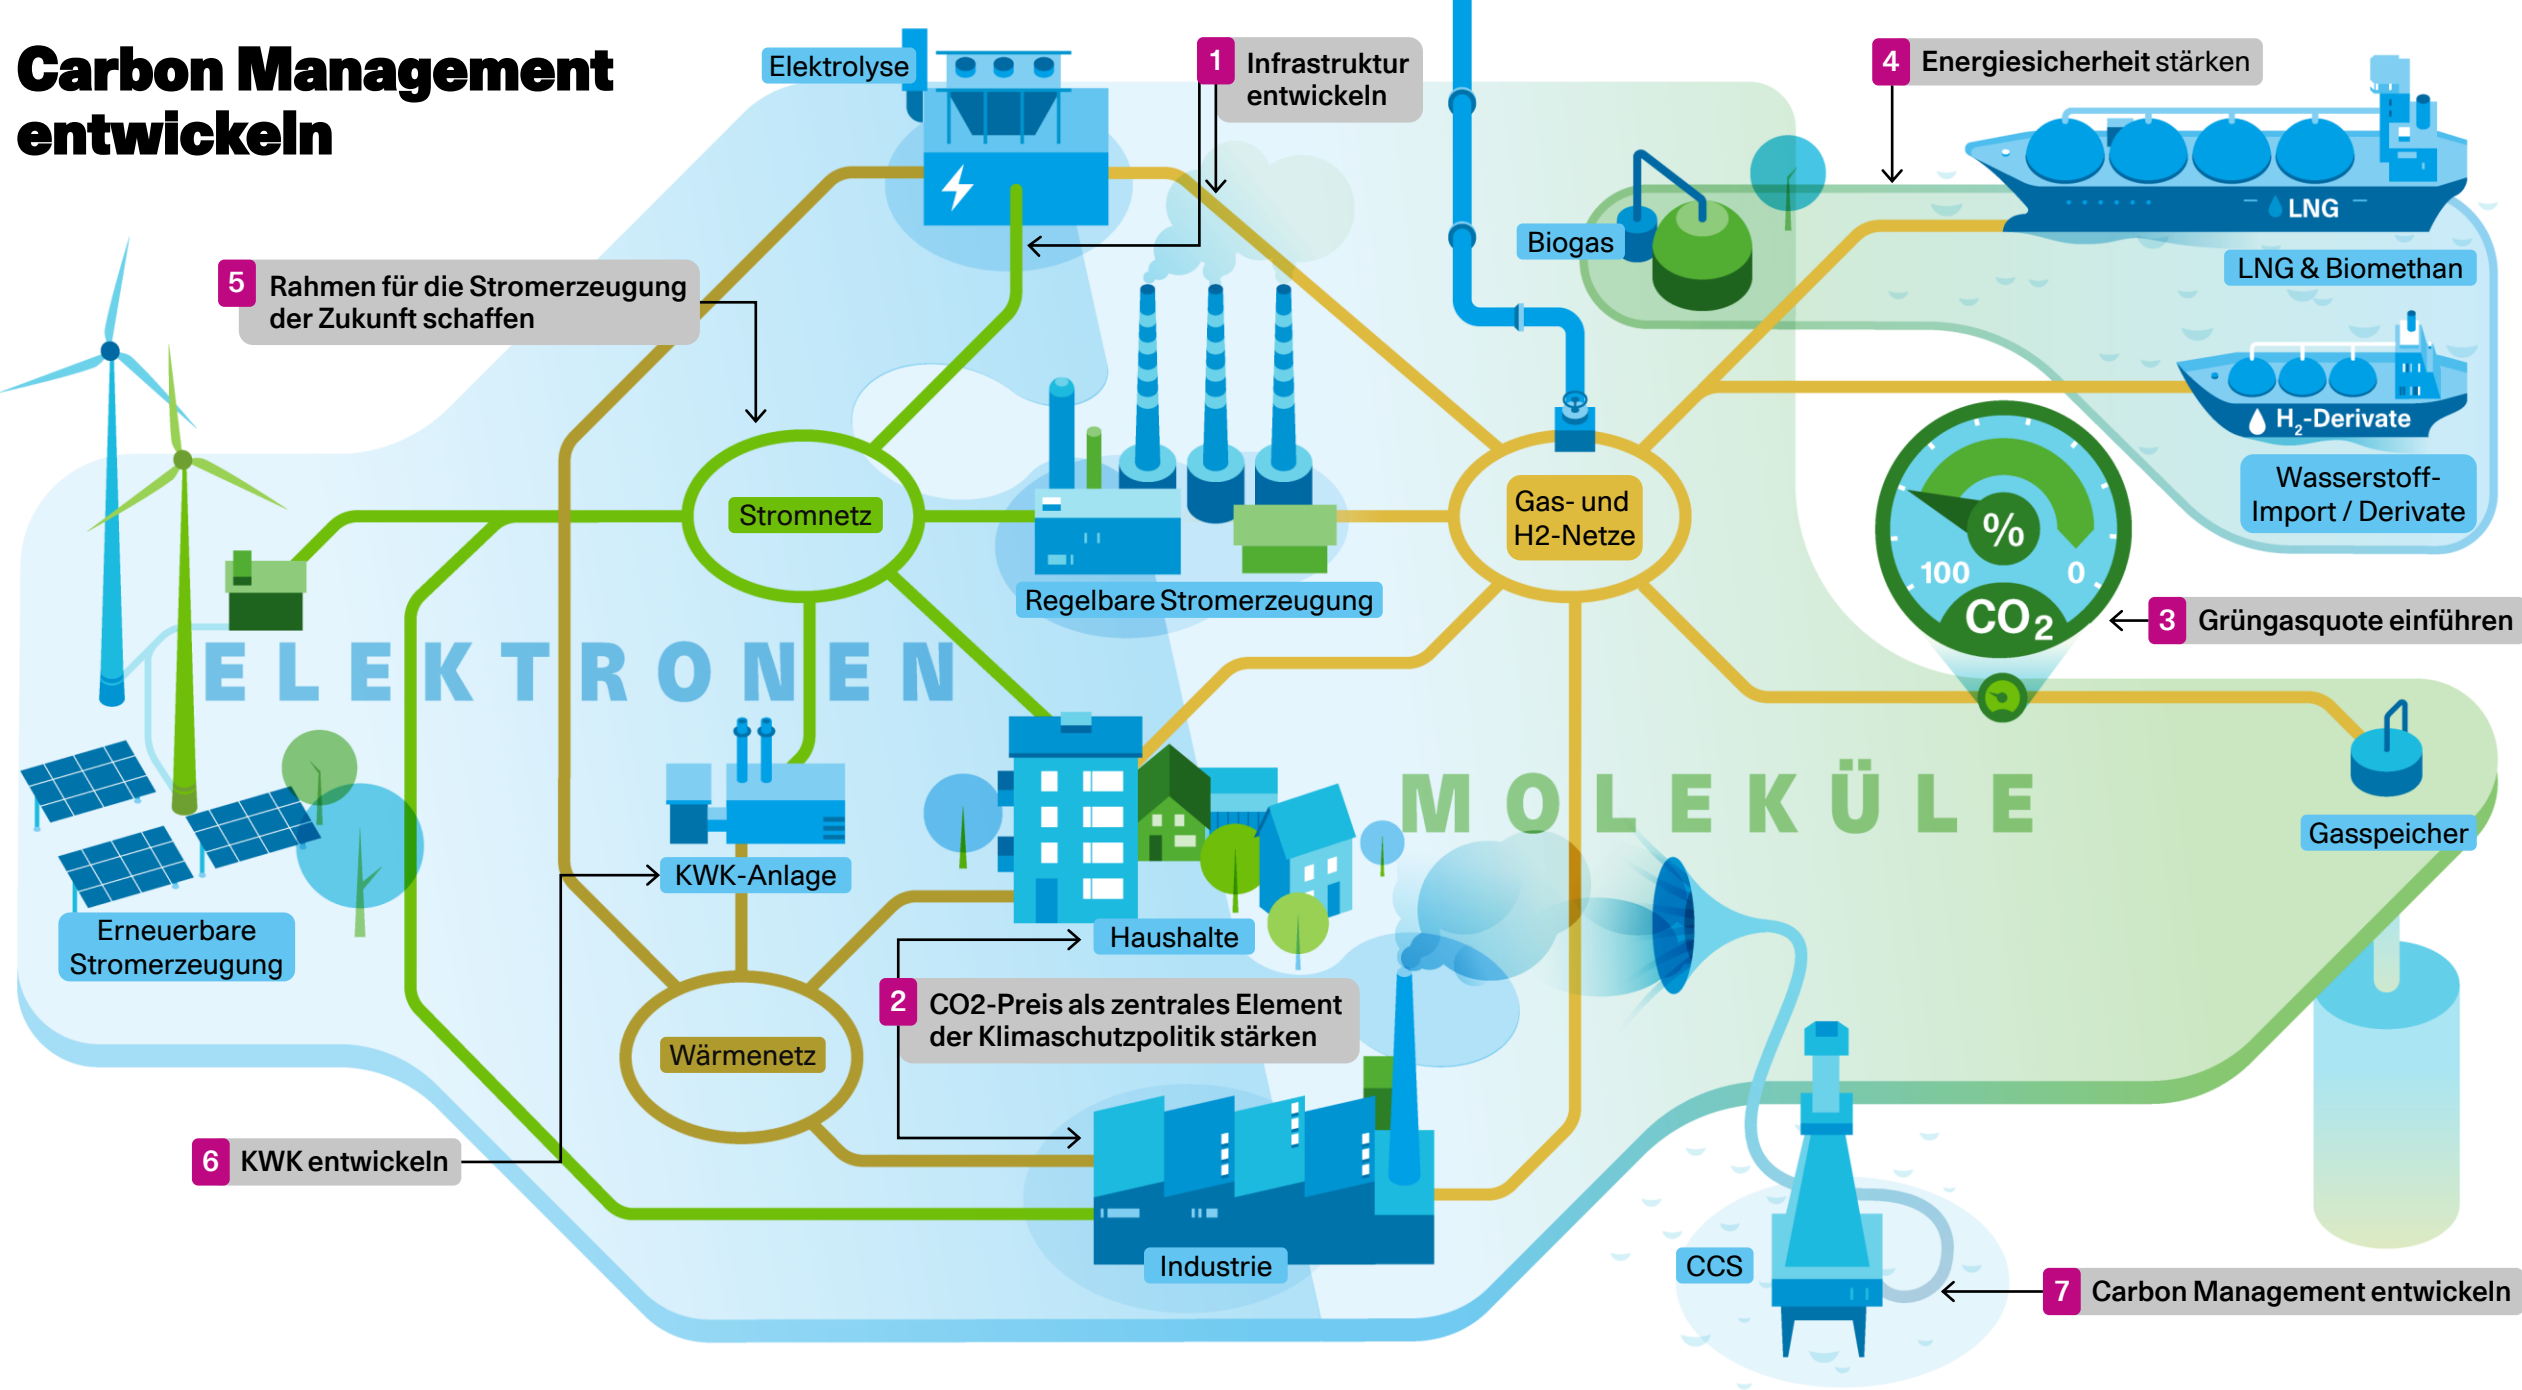 Carbon Management
entwickeln
Elektrolyse
1 Infrastruktur
entwickeln
4 Energiesicherheit stärken
LNG
Biogas
LNG & Biomethan
5 Rahmen für die Stromerzeugung
der Zukunft schaffen
H2-Derivate
Wasserstoff-
Import / Derivate
Stromnetz
Gas- und
H2-Netze
%
100 0
CO2
Regelbare Stromerzeugung
3 Grüngasquote einführen
ELEKTRONEN
MOLEKÜLE
Gasspeicher
KWK-Anlage
Erneuerbare
Stromerzeugung
Haushalte
2 CO2-Preis als zentrales Element
der Klimaschutzpolitik stärken
Wärmenetz
6 KWK entwickeln
Industrie
CCS
7 Carbon Management entwickeln